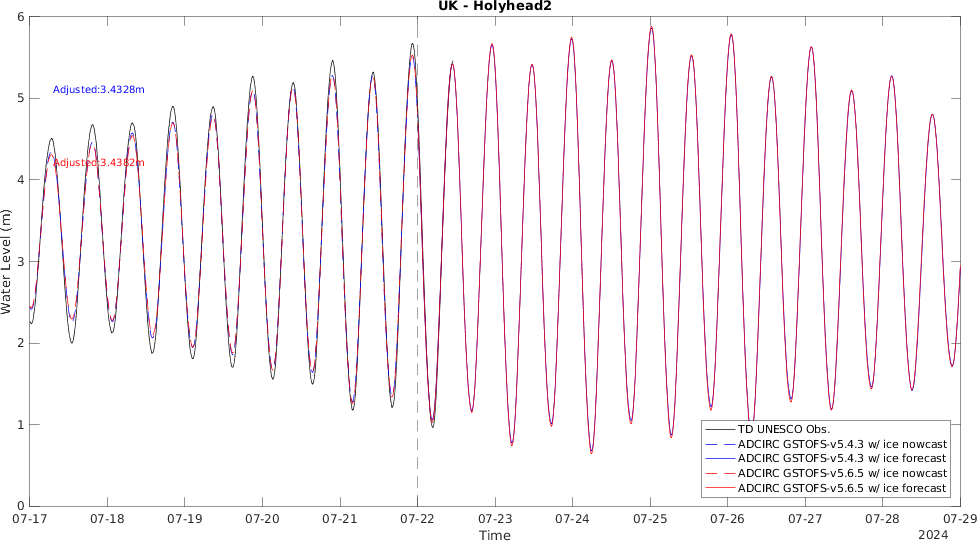 UK - Holyhead2
6
5
4
3
2
1
0
Water Level (m)
Adjusted:3.4328m
Adjusted:3.4382m
TD UNESCO Obs.
ADCIRC GSTOFS-v5.4.3 w/ ice nowcast
ADCIRC GSTOFS-v5.4.3 w/ ice forecast
ADCIRC GSTOFS-v5.6.5 w/ ice nowcast
ADCIRC GSTOFS-v5.6.5 w/ ice forecast
07-17 07-18 07-19 07-20 07-21 07-22 07-23 07-24 07-25 07-26 07-27 07-28 07-29
Time
2024